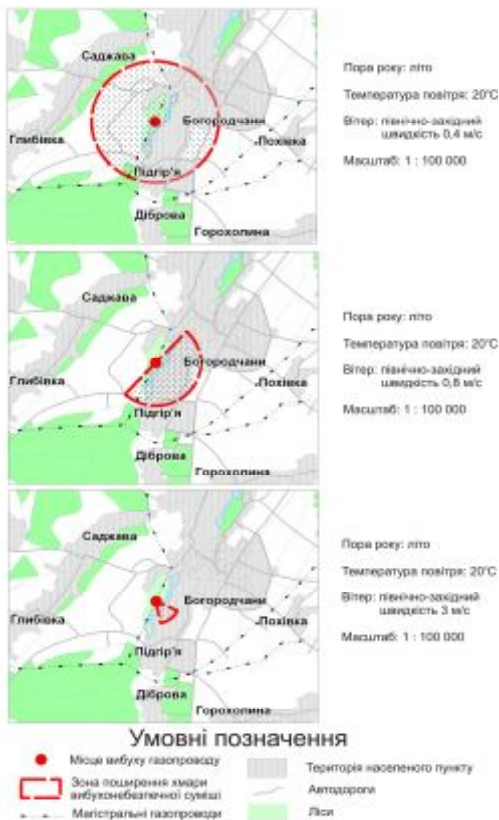 Саджава
Богородчани
Глибівка
Похівка
Підгір'я
Діброва
Горохолина
Пора року: літо
Температура повітря: 20°C
Вітер: північно-західний
швидкість 0,4 м/с
Масштаб: 1 : 100 000
Саджава
Богородчани
Глибівка
Похівка
Підгір'я
Діброва
Горохолина
Пора року: літо
Температура повітря: 20°C
Вітер: північно-західний
швидкість 0,8 м/с
Масштаб: 1 : 100 000
Саджава
Богородчани
Глибівка
Похівка
Підгір'я
Діброва
Горохолина
Пора року: літо
Температура повітря: 20°C
Вітер: північно-західний
швидкість 3 м/с
Масштаб: 1 : 100 000
Умовні позначення
Місце вибуху газопроводу
Зона поширення хмари
вибухонебезпечної суміші
Магістральні газопроводи
Територія населеного пункту
Автодороги
Ліси